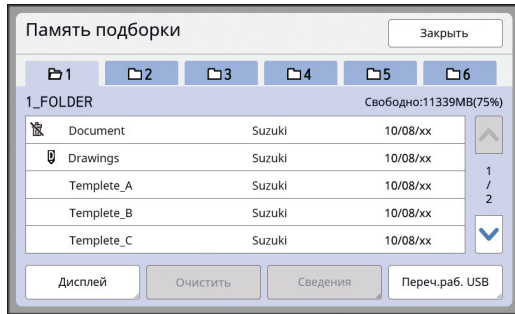 Память подборки Закрыть
1 2 3 4 5 6
1_FOLDER Свободно:11339MB(75%)
Document Suzuki 10/08/xx
Drawings Suzuki 10/08/xx
Templete_A Suzuki 10/08/xx
Templete_B Suzuki 10/08/xx
Templete_C Suzuki 10/08/xx
1
/
2
Дисплей Очистить Сведения Переч.раб. USB